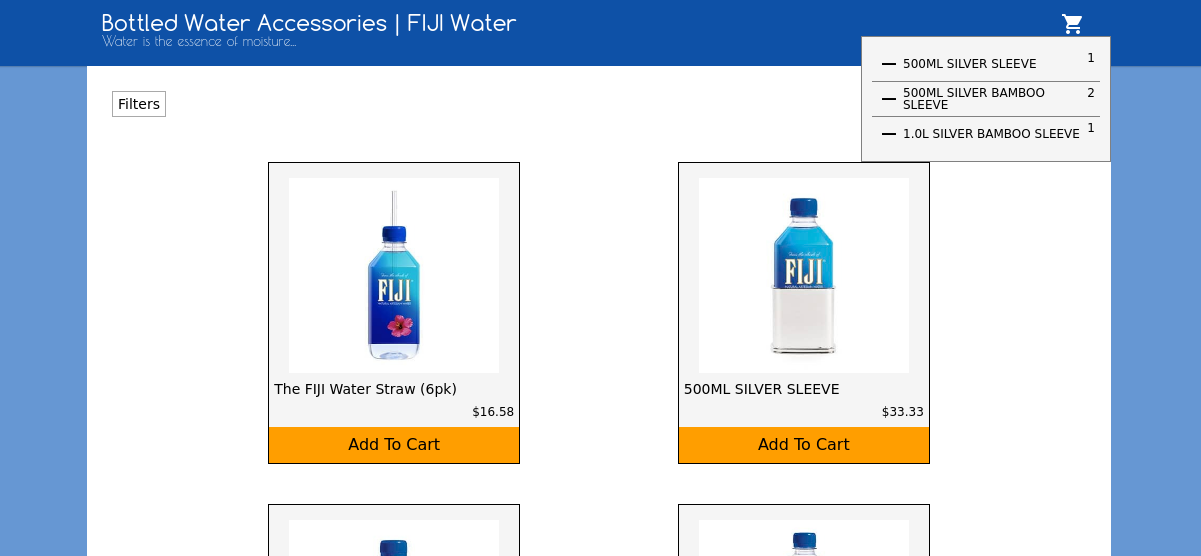 Bottled Water Accessories | FIJI Water
Water is the essence of moisture...
500ML SILVER SLEEVE 1
500ML SILVER BAMBOO 2
SLEEVE
1.0L SILVER BAMBOO SLEEVE 1
Filters
FIJI
FIJI
The FIJI Water Straw (6pk)
$16.58
Add To Cart
500ML SILVER SLEEVE
$33.33
Add To Cart